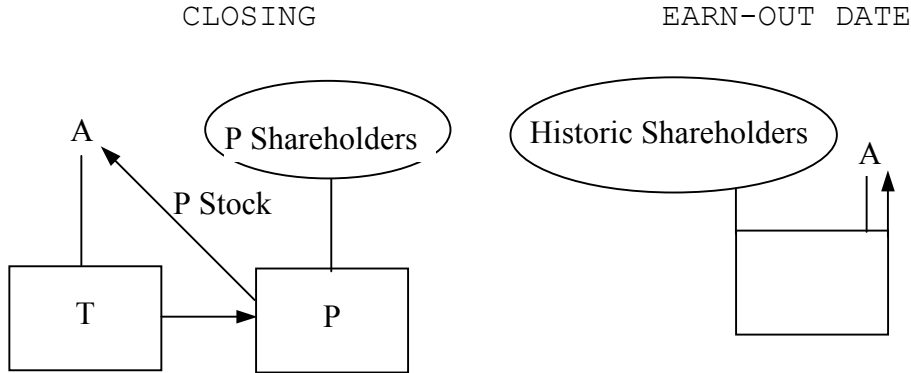 CLOSING
EARN-OUT DATE
A
P Shareholders
P Stock
T
P
Historic Shareholders
A